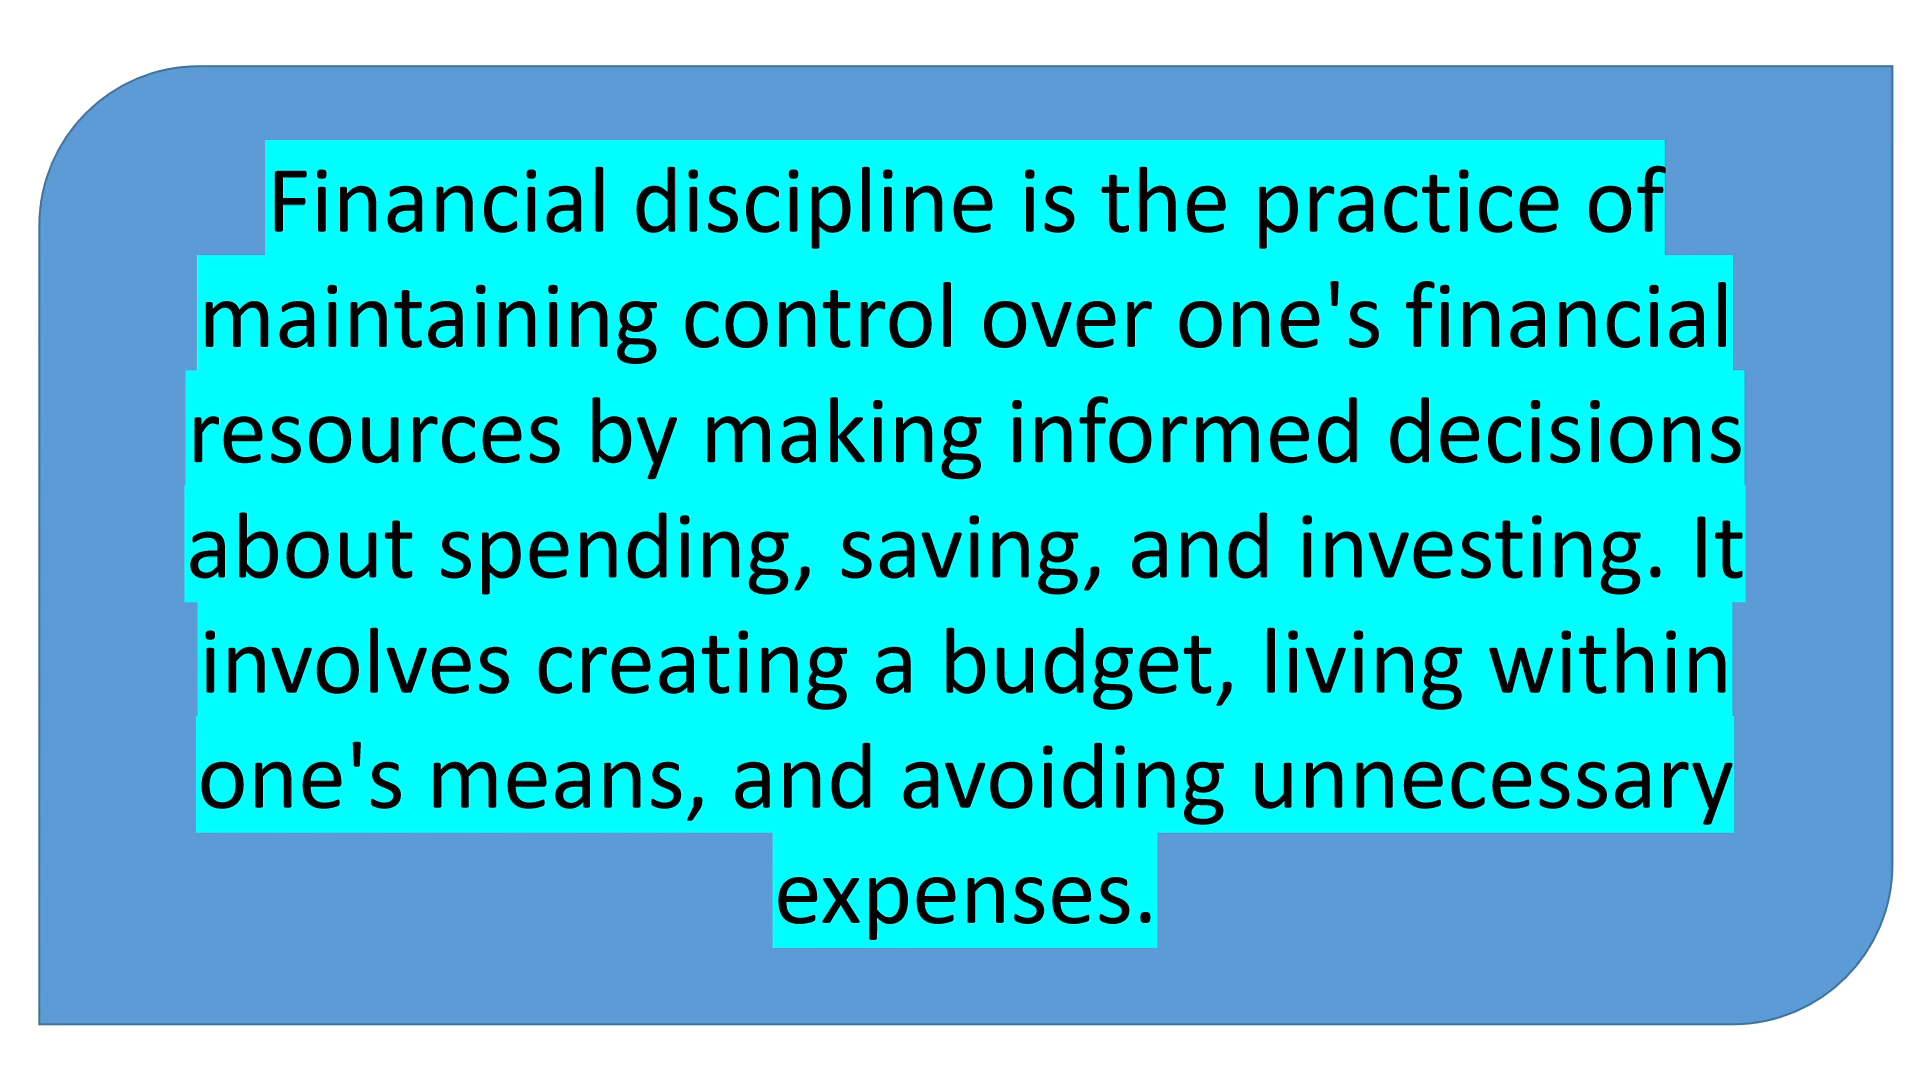 Financial discipline is the practice of
maintaining control over one's financial
resources by making informed decisions
about spending, saving, and investing. It
involves creating a budget, living within
one's means, and avoiding unnecessary
expenses.